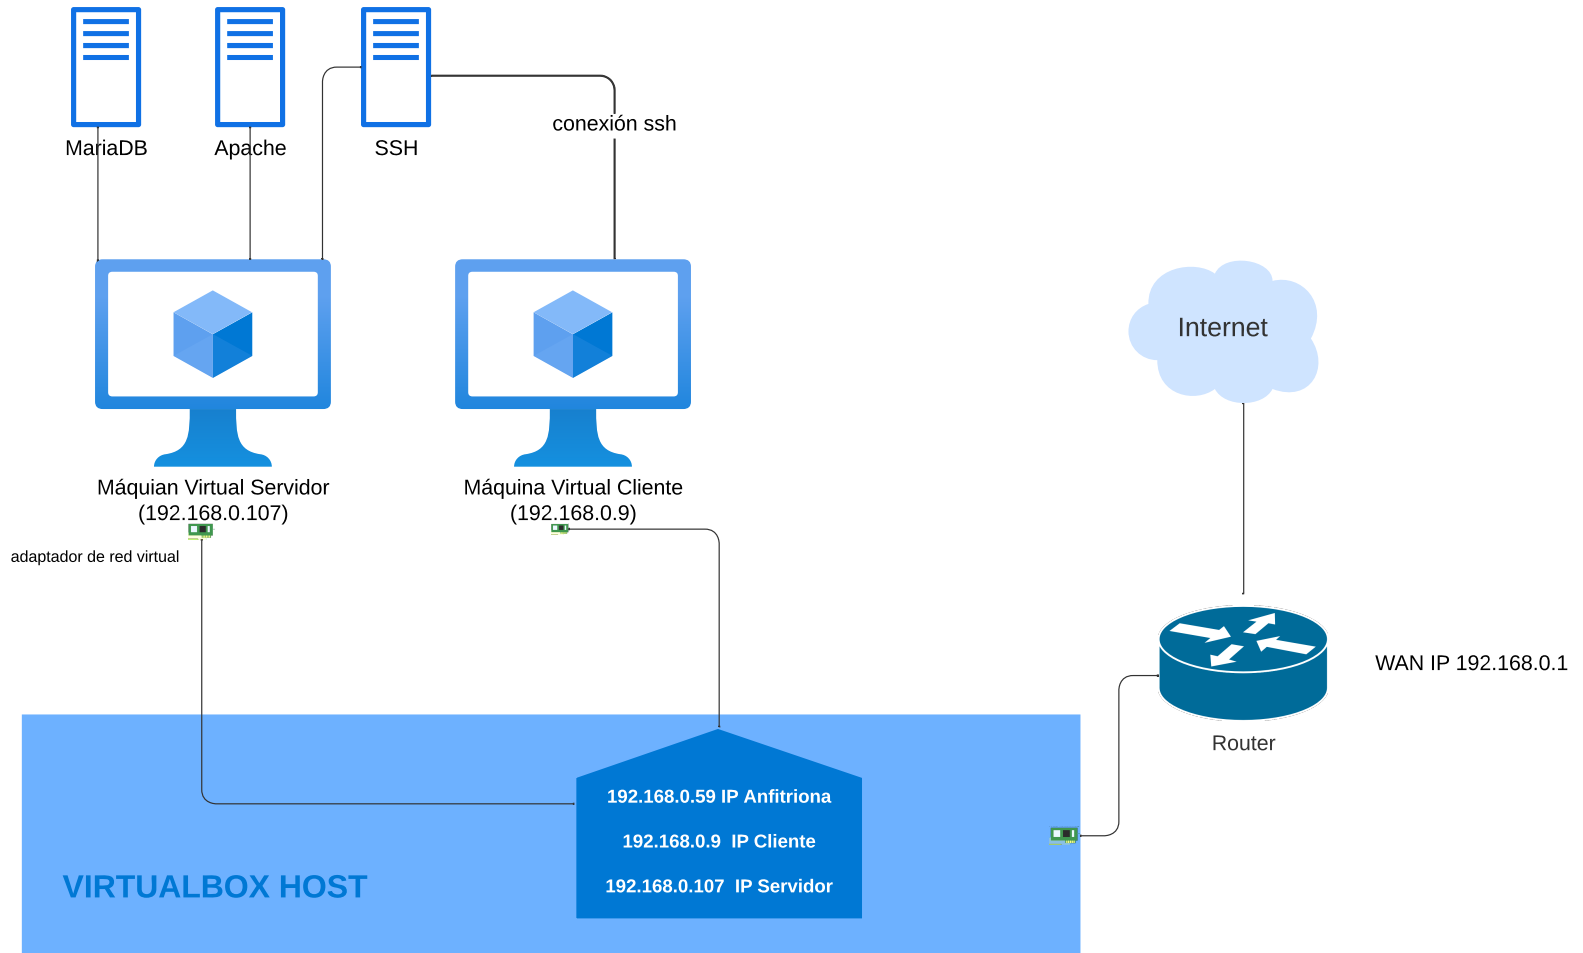 MariaDB
Apache
SSH
conexión ssh
Internet
Máquian Virtual Servidor
(192.168.0.107)
Máquina Virtual Cliente
(192.168.0.9)
adaptador de red virtual
WAN IP 192.168.0.1
Router
192.168.0.59 IP Anfitriona
192.168.0.9 IP Cliente
192.168.0.107 IP Servidor
VIRTUALBOX HOST